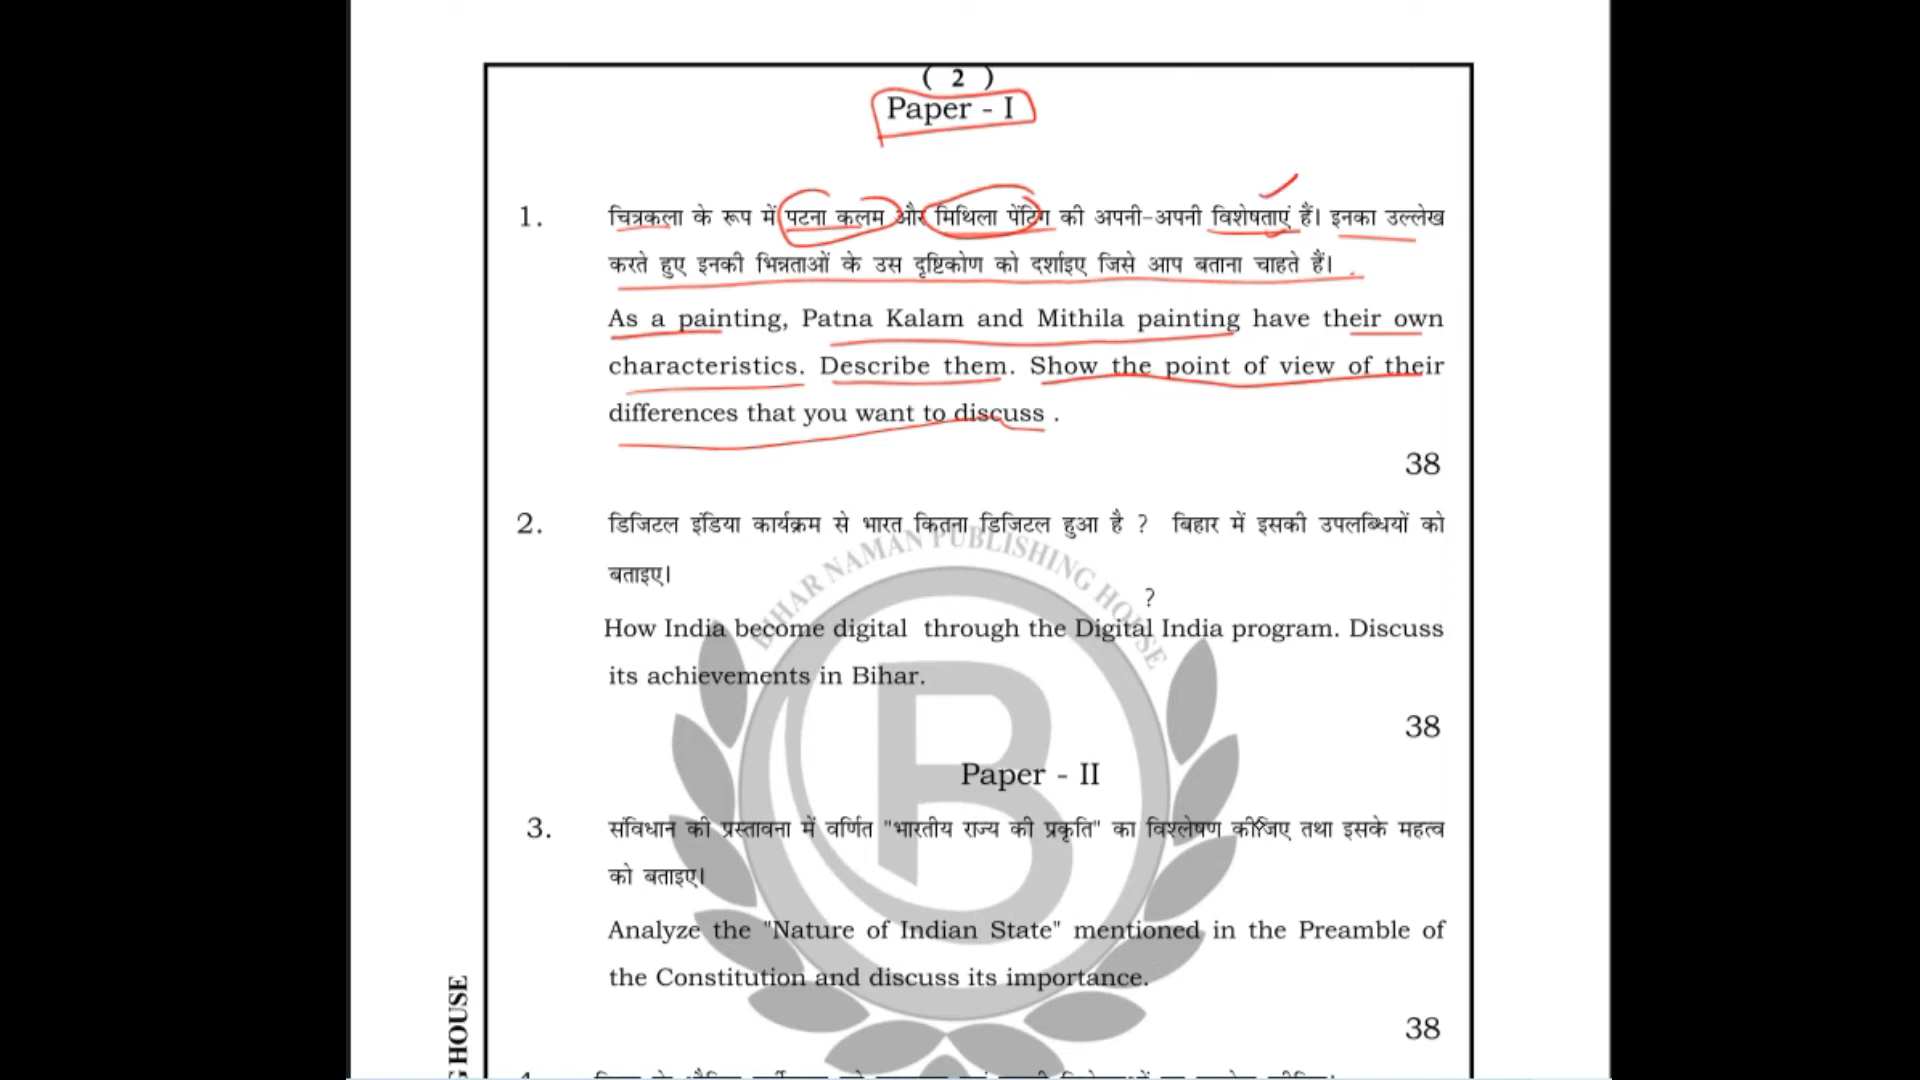 ( 2 )
Paper - I
1. चित्रकला के रूप में पटना कलम और मिथिला पेंटिंग की अपनी-अपनी विशेषताएं हैं। इनका उल्लेख
करते हुए इनकी भिन्नताओं के उस दृष्टिकोण को दर्शाइए जिसे आप बताना चाहते हैं।
As a painting, Patna Kalam and Mithila painting have their own
characteristics. Describe them. Show the point of view of their
differences that you want to discuss .
38
2. डिजिटल इंडिया कार्यक्रम से भारत कितना डिजिटल हुआ है ? बिहार में इसकी उपलब्धियों को
बताइए।
?
How India become digital through the Digital India program. Discuss
its achievements in Bihar.
38
BIHAR NAMAN PUBLISHING HOUSE
Paper - II
3. संविधान की प्रस्तावना में वर्णित "भारतीय राज्य की प्रकृति" का विश्लेषण कीजिए तथा इसके महत्व
को बताइए।
Analyze the "Nature of Indian State" mentioned in the Preamble of
the Constitution and discuss its importance.
38
HOUSE